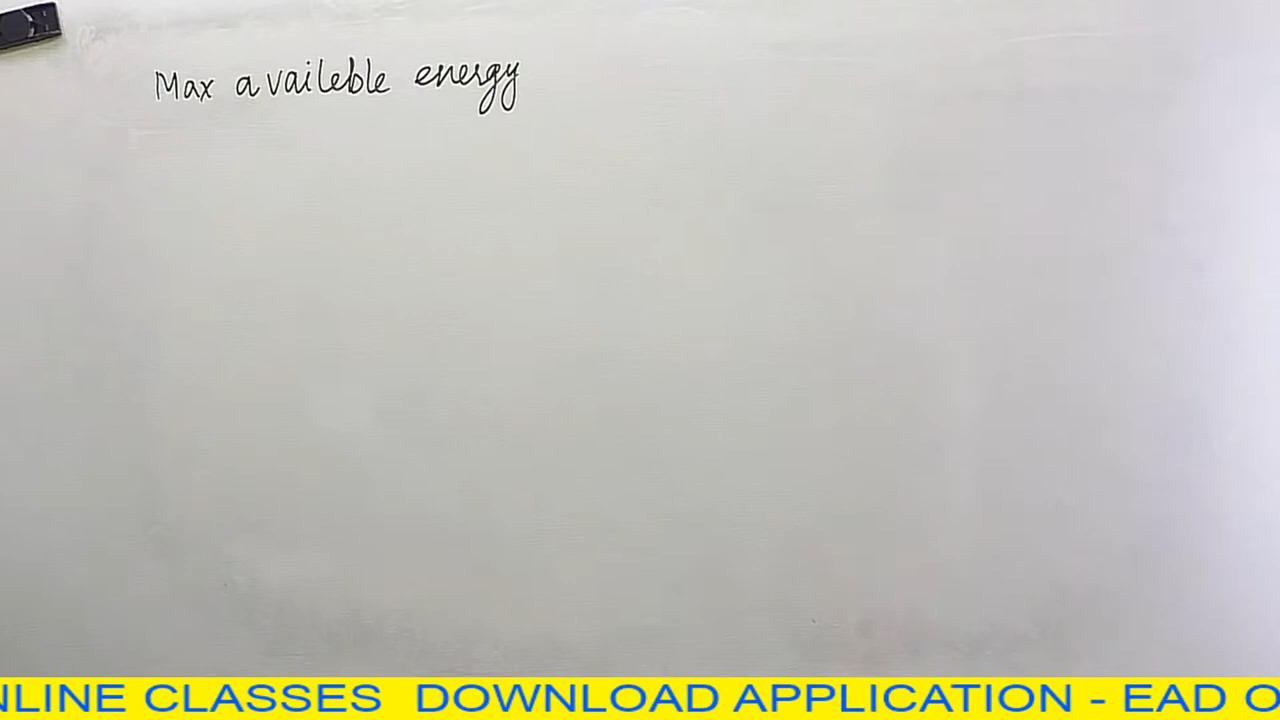 Max availeble energy
NLINE CLASSES DOWNLOAD APPLICATION - EAD O